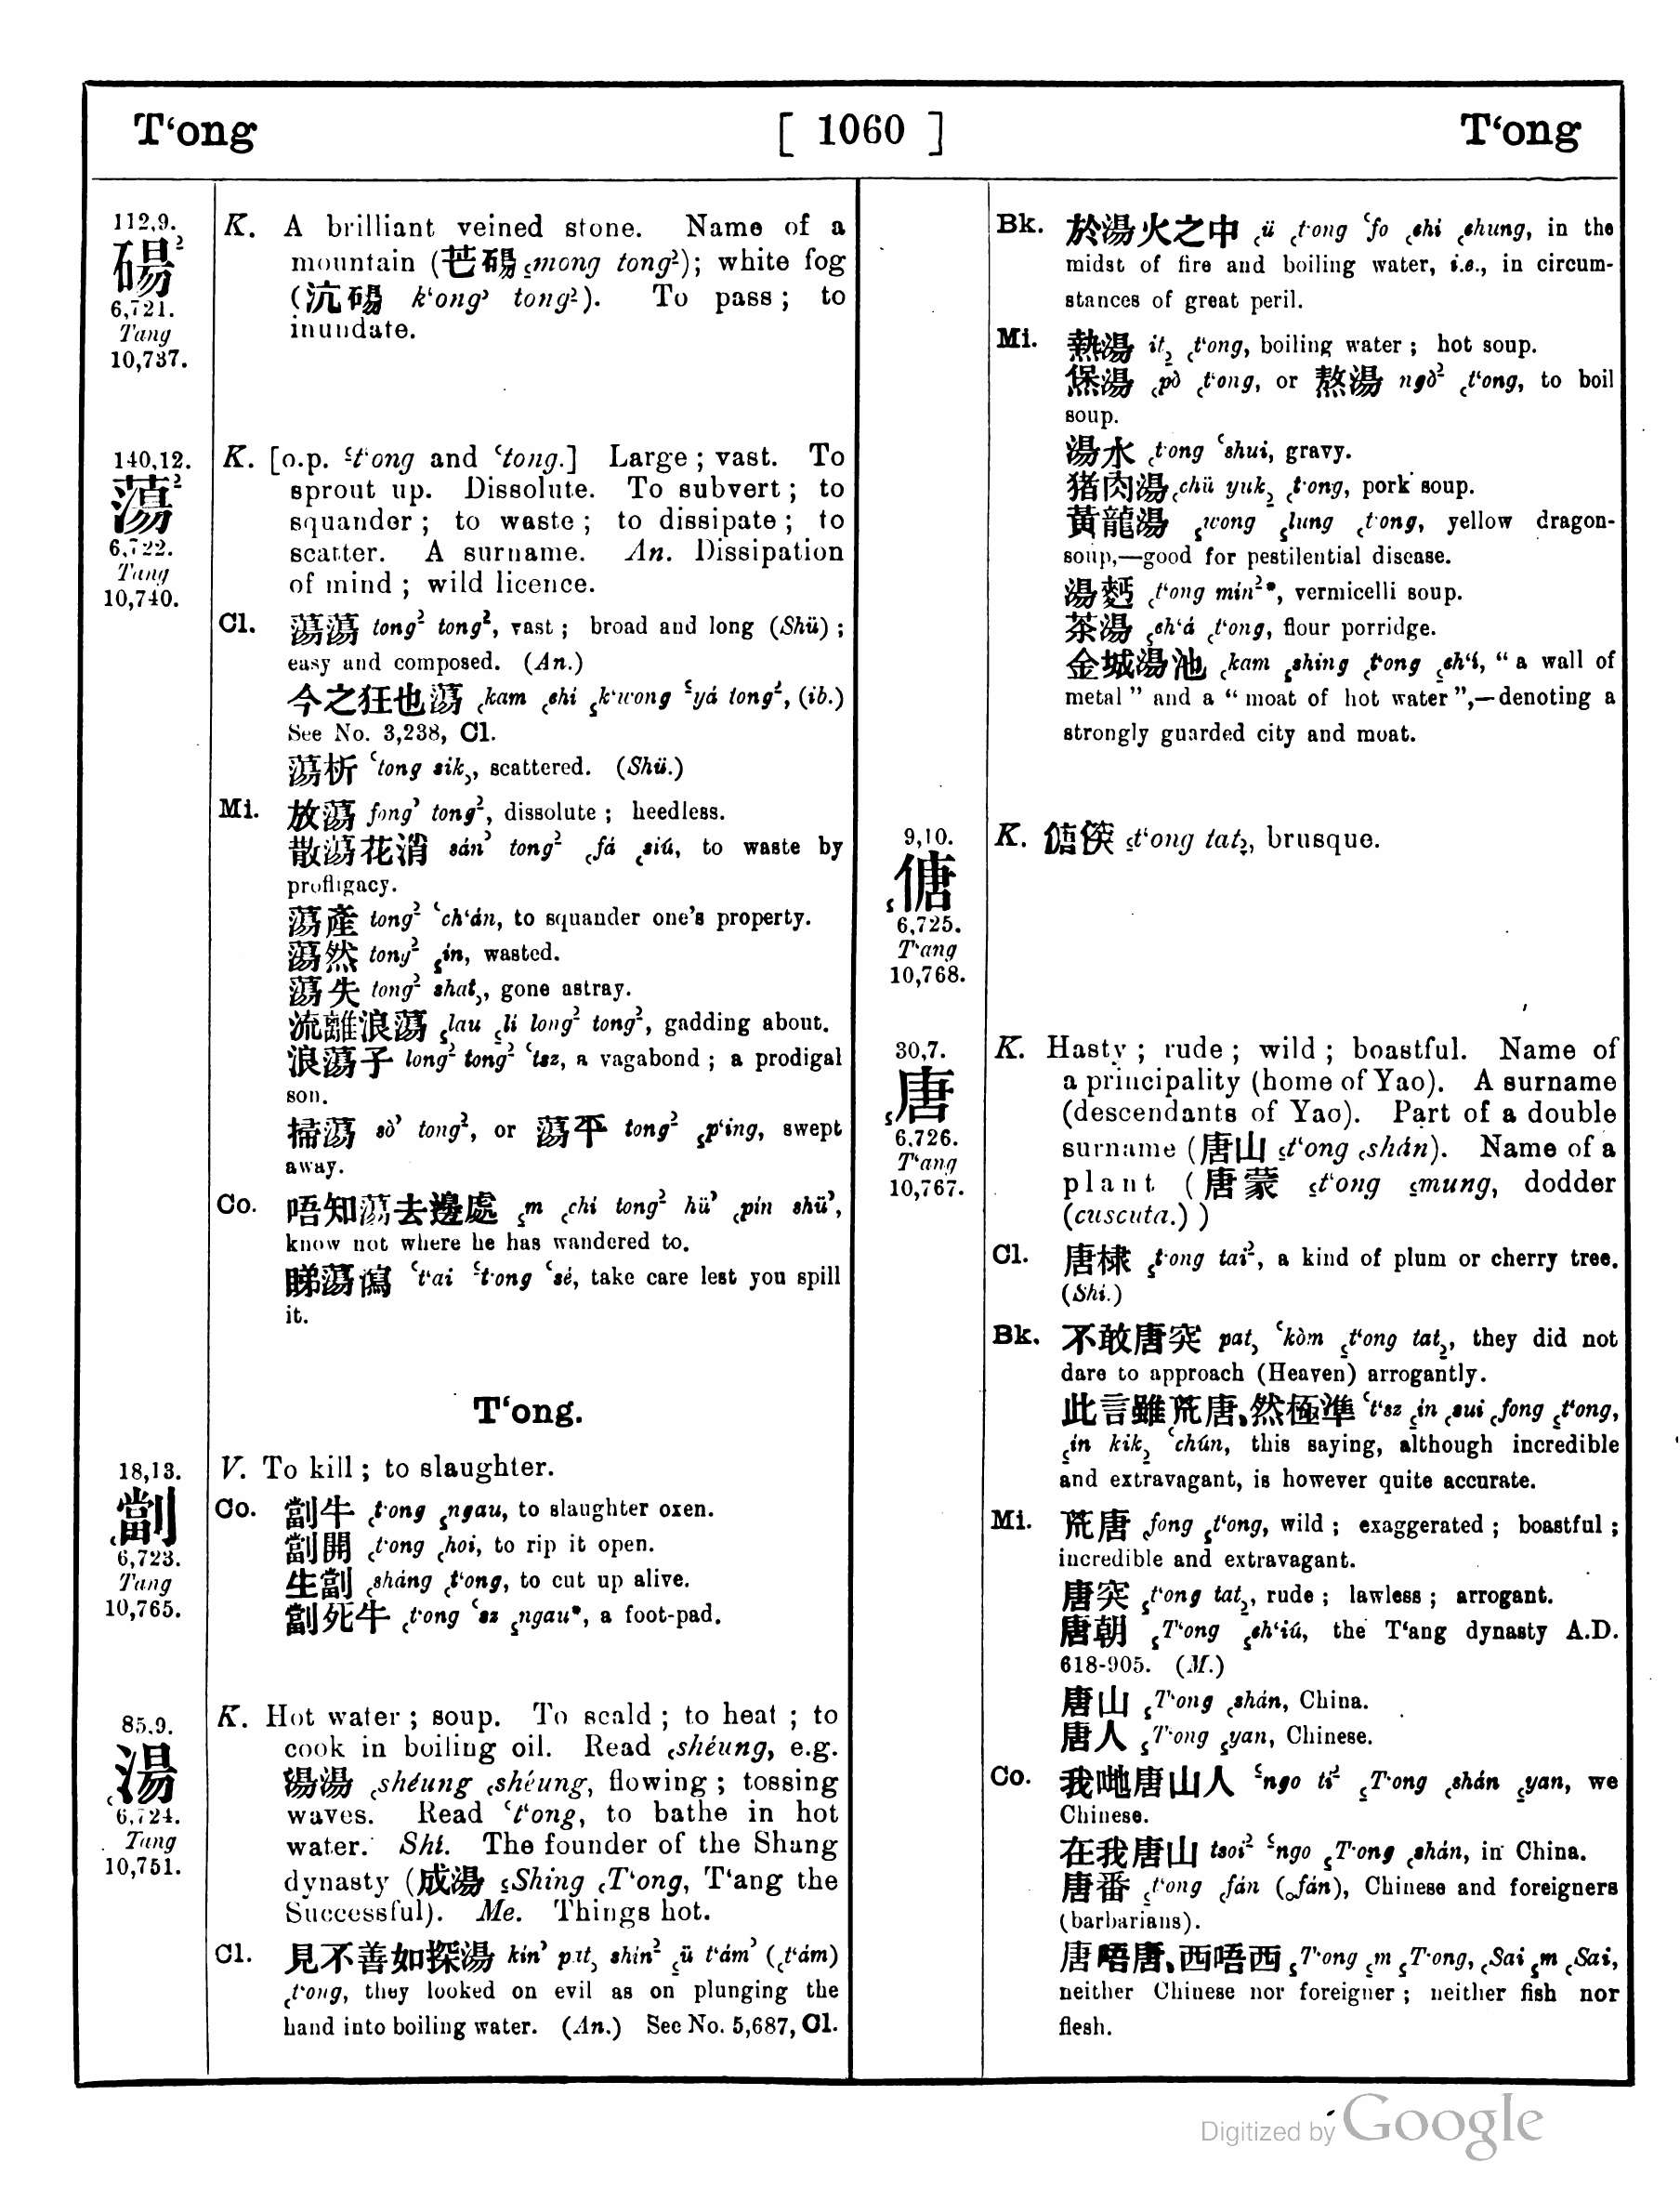 T‘ong [ 1060 ] T‘ong
112,9.
碭²
6,721.
Tang
10,737.
K. A brilliant veined stone. Name of a
mountain (芒碭 ꜁mong tong²); white fog
(沆碭 k‘ong᾽ tong²). To pass; to
inundate.
140,12.
蕩²
6,722.
Tang
10,740.
K. [o.p. ꜃t‘ong and ꜂tong.] Large; vast. To
sprout up. Dissolute. To subvert; to
squander; to waste; to dissipate; to
scatter. A surname. An. Dissipation
of mind; wild licence.
Cl. 蕩蕩 tong² tong², vast; broad and long (Shü);
easy and composed. (An.)
今之狂也蕩 ꜀kam ꜀chi ꜁k‘wong ꜃yá tong², (ib.)
See No. 3,238, Cl.
蕩析 ꜂tong sik꜆, scattered. (Shü.)
Mi. 放蕩 fong᾽ tong², dissolute; heedless.
散蕩花消 sán᾽ tong² ꜀fá ꜀siú, to waste by
profligacy.
蕩產 tong² ꜂ch‘án, to squander one's property.
蕩然 tong² ꜁in, wasted.
蕩失 tong² shat꜆, gone astray.
流離浪蕩 ꜁lau ꜁li long² tong², gadding about.
浪蕩子 long² tong² ꜂tsz, a vagabond; a prodigal
son.
掃蕩 sò᾽ tong², or 蕩平 tong² ꜁p‘ing, swept
away.
Co. 唔知蕩去邊處 ꜁m ꜀chi tong² hü᾽ ꜀pín shü᾽,
know not where he has wandered to.
睇蕩瀉 ꜂t‘ai ꜃t‘ong ꜂sé, take care lest you spill
it.
T‘ong.
18,13.
꜀劏
6,723.
Tang
10,765.
V. To kill; to slaughter.
Co. 劏牛 ꜀t‘ong ꜁ngau, to slaughter oxen.
劏開 ꜀t‘ong ꜀hoi, to rip it open.
生劏 ꜀sháng ꜀t‘ong, to cut up alive.
劏死牛 ꜀t‘ong ꜂sz ꜁ngau*, a foot-pad.
85,9.
꜀湯
6,724.
Tang
10,751.
K. Hot water; soup. To scald; to heat; to
cook in boiling oil. Read ꜀shéung, e.g.
湯湯 ꜀shéung ꜀shéung, flowing; tossing
waves. Read ꜂t‘ong, to bathe in hot
water. Shi. The founder of the Shang
dynasty (成湯 ꜁Shing ꜀T‘ong, T‘ang the
Successful). Me. Things hot.
Cl. 見不善如探湯 kín᾽ pat꜆ shin² ꜁ü t‘ám᾽ (꜀t‘ám)
꜀t‘ong, they looked on evil as on plunging the
hand into boiling water. (An.) See No. 5,687, Cl.
Bk. 於湯火之中 ꜀ü ꜀t‘ong ꜂fo ꜀chi ꜀chung, in the
midst of fire and boiling water, i.e., in circum-
stances of great peril.
Mi. 熱湯 it꜇ ꜀t‘ong, boiling water; hot soup.
煲湯 ꜀pò ꜀t‘ong, or 熬湯 ngò² ꜀t‘ong, to boil
soup.
湯水 ꜀t‘ong ꜂shui, gravy.
猪肉湯 ꜀chü yuk꜇ ꜀t‘ong, pork soup.
黃龍湯 ꜁wong ꜁lung ꜀t‘ong, yellow dragon-
soup,—good for pestilential disease.
湯麪 ꜀t‘ong mín²*, vermicelli soup.
茶湯 ꜁ch‘á ꜀t‘ong, flour porridge.
金城湯池 ꜀kam ꜁shing ꜀t‘ong ꜁ch‘í, “a wall of
metal” and a “moat of hot water”,—denoting a
strongly guarded city and moat.
9,10.
꜁傏
6,725.
T‘ang
10,768.
K. 傏傸 ꜁t‘ong tat꜇, brusque.
30,7.
꜁唐
6,726.
T‘ang
10,767.
K. Hasty; rude; wild; boastful. Name of
a principality (home of Yao). A surname
(descendants of Yao). Part of a double
surname (唐山 ꜁t‘ong ꜀shán). Name of a
plant (唐蒙 ꜁t‘ong ꜁mung, dodder
(cuscuta.) )
Cl. 唐棣 ꜁t‘ong tai², a kind of plum or cherry tree.
(Shí.)
Bk. 不敢唐突 pat꜆ ꜂kòm ꜁t‘ong tat꜇, they did not
dare to approach (Heaven) arrogantly.
此言雖荒唐、然極準 ꜂t‘sz ꜁in ꜀sui ꜀fong ꜁t‘ong,
꜁ín kik꜇ ꜂chún, this saying, although incredible
and extravagant, is however quite accurate.
Mi. 荒唐 ꜀fong ꜁t‘ong, wild; exaggerated; boastful;
incredible and extravagant.
唐突 ꜁t‘ong tat꜇, rude; lawless; arrogant.
唐朝 ꜁T‘ong ꜁ch‘iú, the T‘ang dynasty A.D.
618-905. (M.)
唐山 ꜁T‘ong ꜀shán, China.
唐人 ꜁T‘ong ꜁yan, Chinese.
Co. 我哋唐山人 ꜃ngo tí² ꜁T‘ong ꜀shán ꜁yan, we
Chinese.
在我唐山 tsoi² ꜃ngo ꜁T‘ong ꜀shán, in China.
唐番 ꜁t‘ong ꜀fán (꜀fán), Chinese and foreigners
(barbarians).
唐唔唐、西唔西 ꜁T‘ong ꜁m ꜁T‘ong, ꜀Sai ꜁m ꜀Sai,
neither Chinese nor foreigner; neither fish nor
flesh.
Digitized by Google